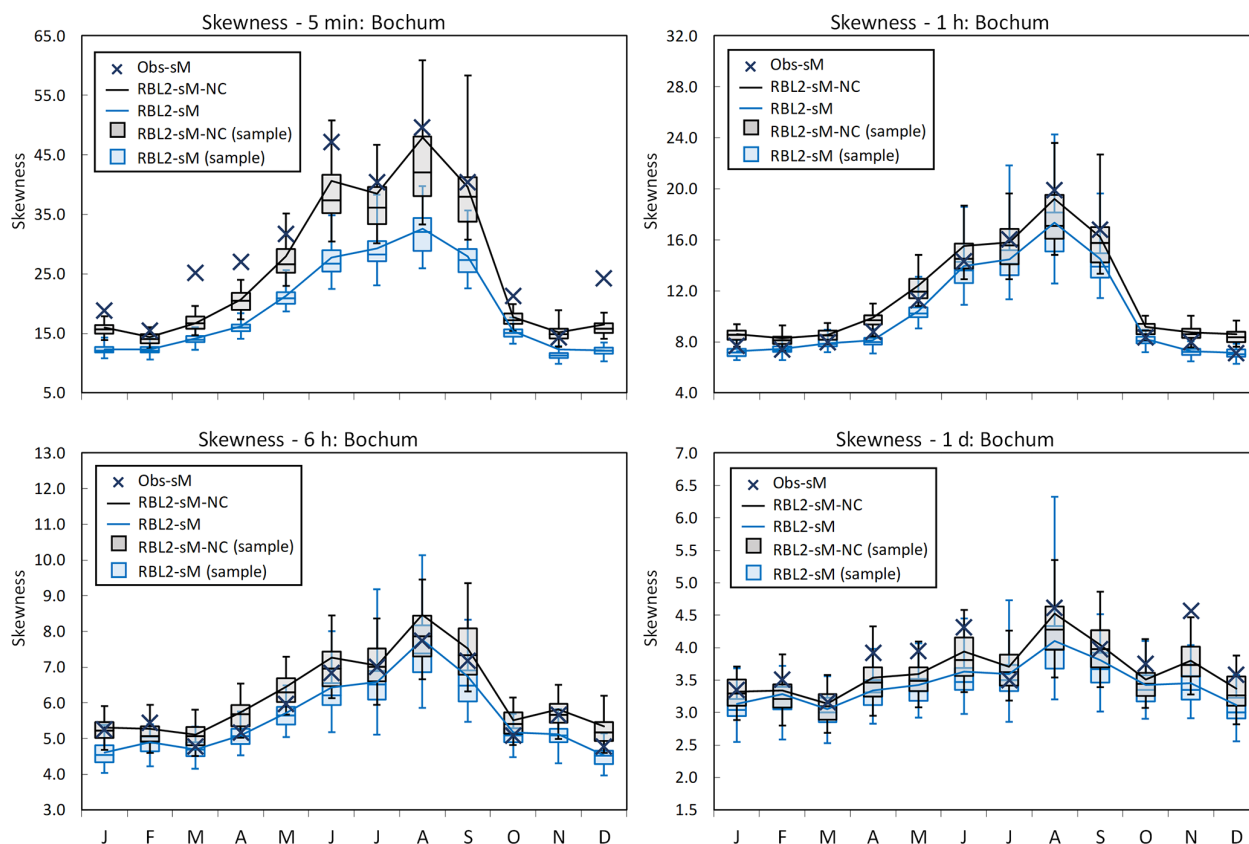 Skewness - 5 min: Bochum
65.0
55.0
45.0
35.0
25.0
15.0
5.0
Skewness
Obs-sM
RBL2-sM-NC
RBL2-sM
RBL2-sM-NC (sample)
RBL2-sM (sample)
Skewness - 1 h: Bochum
32.0
28.0
24.0
20.0
16.0
12.0
8.0
4.0
Skewness
Obs-sM
RBL2-sM-NC
RBL2-sM
RBL2-sM-NC (sample)
RBL2-sM (sample)
Skewness - 6 h: Bochum
13.0
12.0
11.0
10.0
9.0
8.0
7.0
6.0
5.0
4.0
3.0
Skewness
Obs-sM
RBL2-sM-NC
RBL2-sM
RBL2-sM-NC (sample)
RBL2-sM (sample)
J F M A M J J A S O N D
Skewness - 1 d: Bochum
7.0
6.5
6.0
5.5
5.0
4.5
4.0
3.5
3.0
2.5
2.0
1.5
Skewness
Obs-sM
RBL2-sM-NC
RBL2-sM
RBL2-sM-NC (sample)
RBL2-sM (sample)
J F M A M J J A S O N D